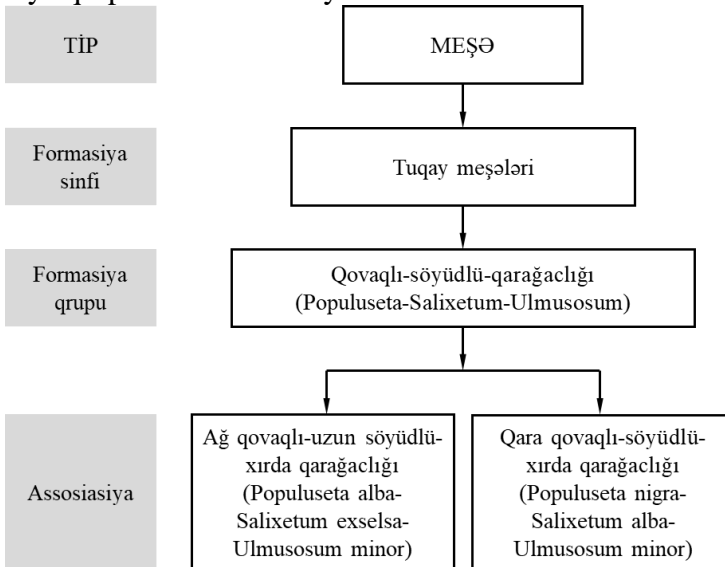 TİP
MEŞƏ
Formasiya
sinfi
Tuqay meşələri
Formasiya
qrupu
Qovaqlı-söyüdlü-qarağaclığı
(Populuseta-Salixetum-Ulmusosum)
Assosiasiya
Ağ qovaqlı-uzun söyüdlü-
xırda qarağaclığı
(Populuseta alba-
Salixetum exselsa-
Ulmusosum minor)
Qara qovaqlı-söyüdlü-
xırda qarağaclığı
(Populuseta nigra-
Salixetum alba-
Ulmusosum minor)